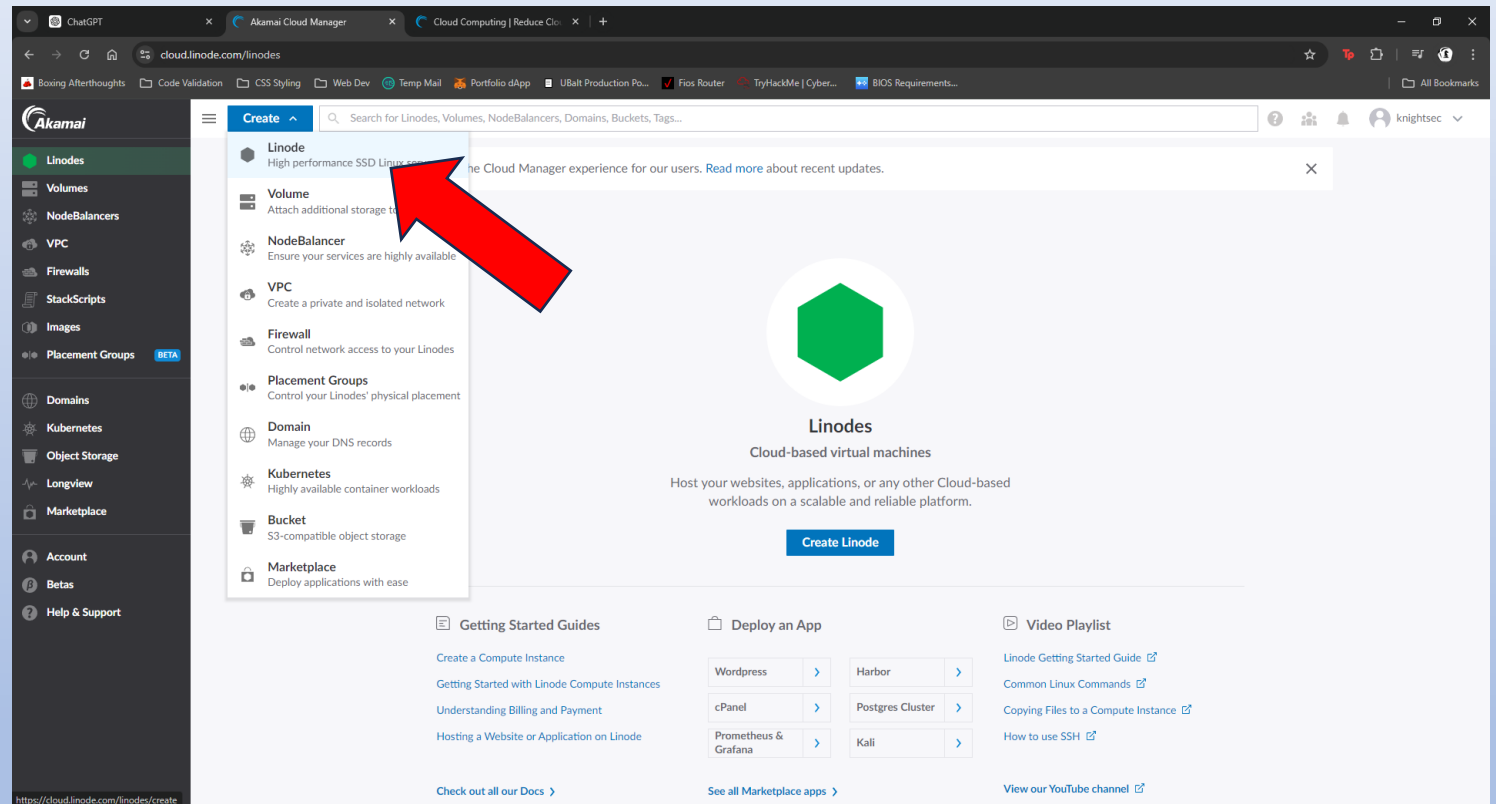 ChatGPT
Akamai Cloud Manager
Cloud Computing | Reduce Clou
cloud.linode.com/linodes
Boxing Afterthoughts
Code Validation
CSS Styling
Web Dev
Temp Mail
Portfolio dApp
UBalt Production Po...
Fios Router
TryHackMe | Cyber...
BIOS Requirements...
All Bookmarks
Akamai
Create
Search for Linodes, Volumes, NodeBalancers, Domains, Buckets, Tags...
knightsec
Linodes
Volumes
NodeBalancers
VPC
Firewalls
StackScripts
Images
Placement Groups BETA
Domains
Kubernetes
Object Storage
Longview
Marketplace
Account
Betas
Help & Support
Linode
High performance SSD Linux
Volume
Attach additional storage
NodeBalancer
Ensure your services are highly available
VPC
Create a private and isolated network
Firewall
Control network access to your Linodes
Placement Groups
Control your Linodes' physical placement
Domain
Manage your DNS records
Kubernetes
Highly available container workloads
Bucket
S3-compatible object storage
Marketplace
Deploy applications with ease
he Cloud Manager experience for our users. Read more about recent updates.
Linodes
Cloud-based virtual machines
Host your websites, applications, or any other Cloud-based
workloads on a scalable and reliable platform.
Create Linode
Getting Started Guides
Create a Compute Instance
Getting Started with Linode Compute Instances
Understanding Billing and Payment
Hosting a Website or Application on Linode
Check out all our Docs
Deploy an App
Wordpress
Harbor
cPanel
Postgres Cluster
Prometheus &
Grafana
Kali
See all Marketplace apps
Video Playlist
Linode Getting Started Guide
Common Linux Commands
Copying Files to a Compute Instance
How to use SSH
View our YouTube channel
https://cloud.linode.com/linodes/create